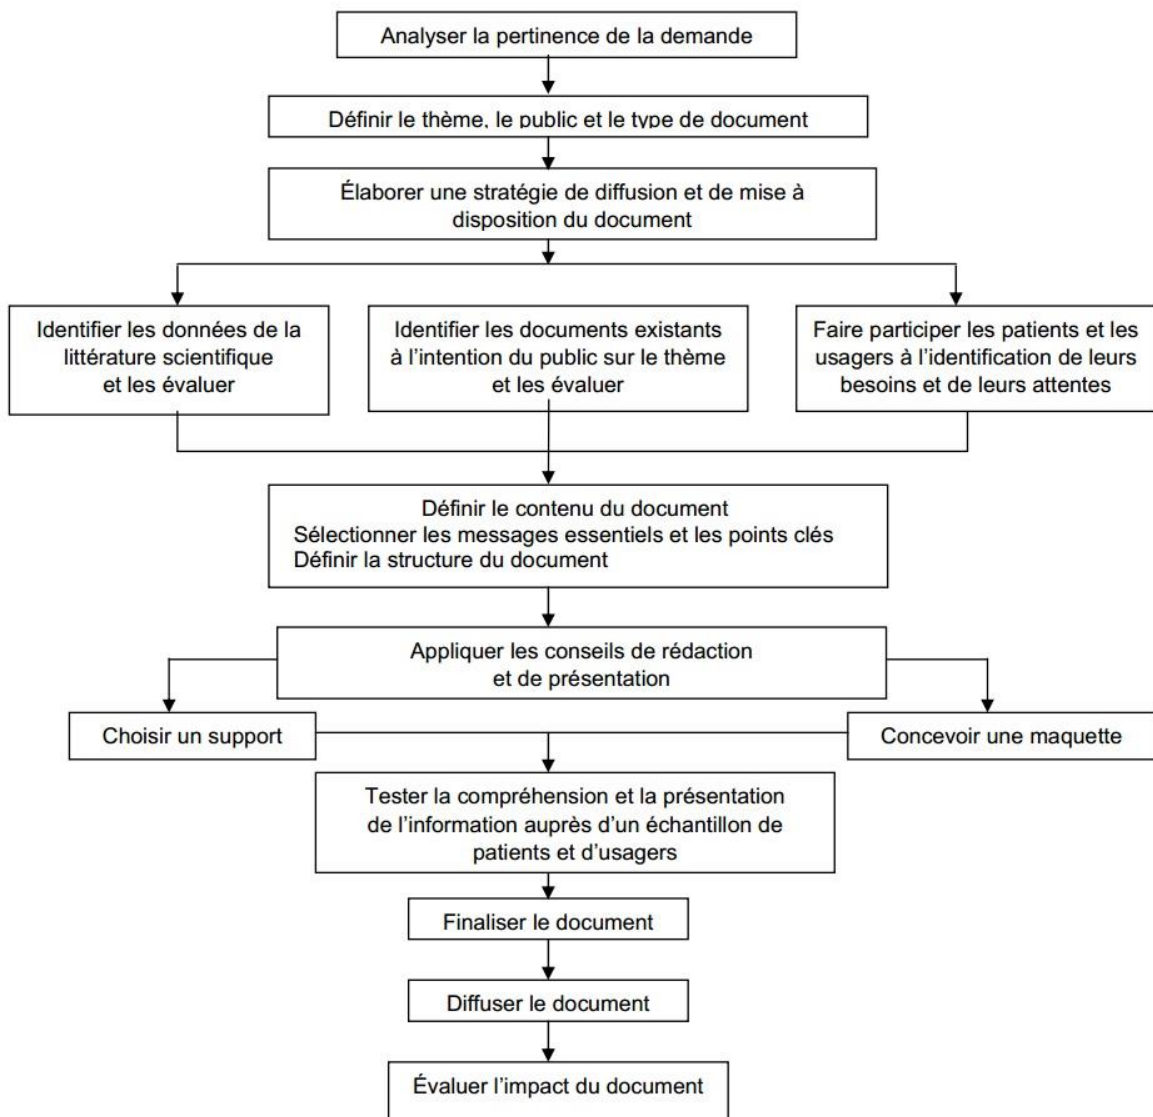 Analyser la pertinence de la demande
Définir le thème, le public et le type de document
Élaborer une stratégie de diffusion et de mise à
disposition du document
Identifier les données de la
littérature scientifique
et les évaluer
Identifier les documents existants
à l'intention du public sur le thème
et les évaluer
Faire participer les patients et les
usagers à l'identification de leurs
besoins et de leurs attentes
Définir le contenu du document
Sélectionner les messages essentiels et les points clés
Définir la structure du document
Appliquer les conseils de rédaction
et de présentation
Choisir un support
Concevoir une maquette
Tester la compréhension et la présentation
de l'information auprès d'un échantillon de
patients et d'usagers
Finaliser le document
Diffuser le document
Évaluer l'impact du document